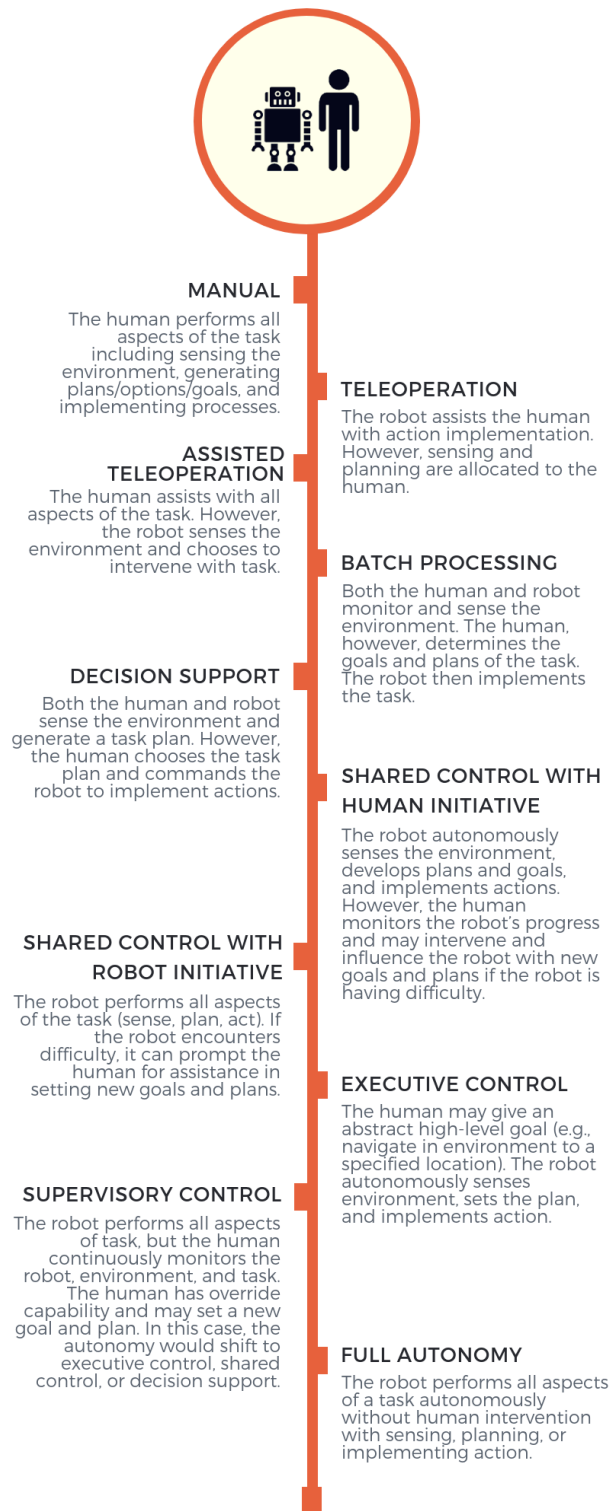 MANUAL
The human performs all
aspects of the task
including sensing the
environment, generating
plans/options/goals, and
implementing processes.
TELEOPERATION
The robot assists the human
with action implementation.
However, sensing and
planning are allocated to the
human.
ASSISTED
TELEOPERATION
The human assists with all
aspects of the task. However,
the robot senses the
environment and chooses to
intervene with task.
BATCH PROCESSING
Both the human and robot
monitor and sense the
environment. The human,
however, determines the
goals and plans of the task.
The robot then implements
the task.
DECISION SUPPORT
Both the human and robot
sense the environment and
generate a task plan. However,
the human chooses the task
plan and commands the
robot to implement actions.
SHARED CONTROL WITH
HUMAN INITIATIVE
The robot autonomously
senses the environment,
develops plans and goals,
and implements actions.
However, the human
monitors the robot's progress
and may intervene and
influence the robot with new
goals and plans if the robot is
having difficulty.
SHARED CONTROL WITH
ROBOT INITIATIVE
The robot performs all aspects
of the task (sense, plan, act). If
the robot encounters
difficulty, it can prompt the
human for assistance in
setting new goals and plans.
EXECUTIVE CONTROL
The human may give an
abstract high-level goal (e.g.,
navigate in environment to a
specified location). The robot
autonomously senses
environment, sets the plan,
and implements action.
SUPERVISORY CONTROL
The robot performs all aspects
of task, but the human
continuously monitors the
robot, environment, and task.
The human has override
capability and may set a new
goal and plan. In this case, the
autonomy would shift to
executive control, shared
control, or decision support.
FULL AUTONOMY
The robot performs all aspects
of a task autonomously
without human intervention
with sensing, planning, or
implementing action.